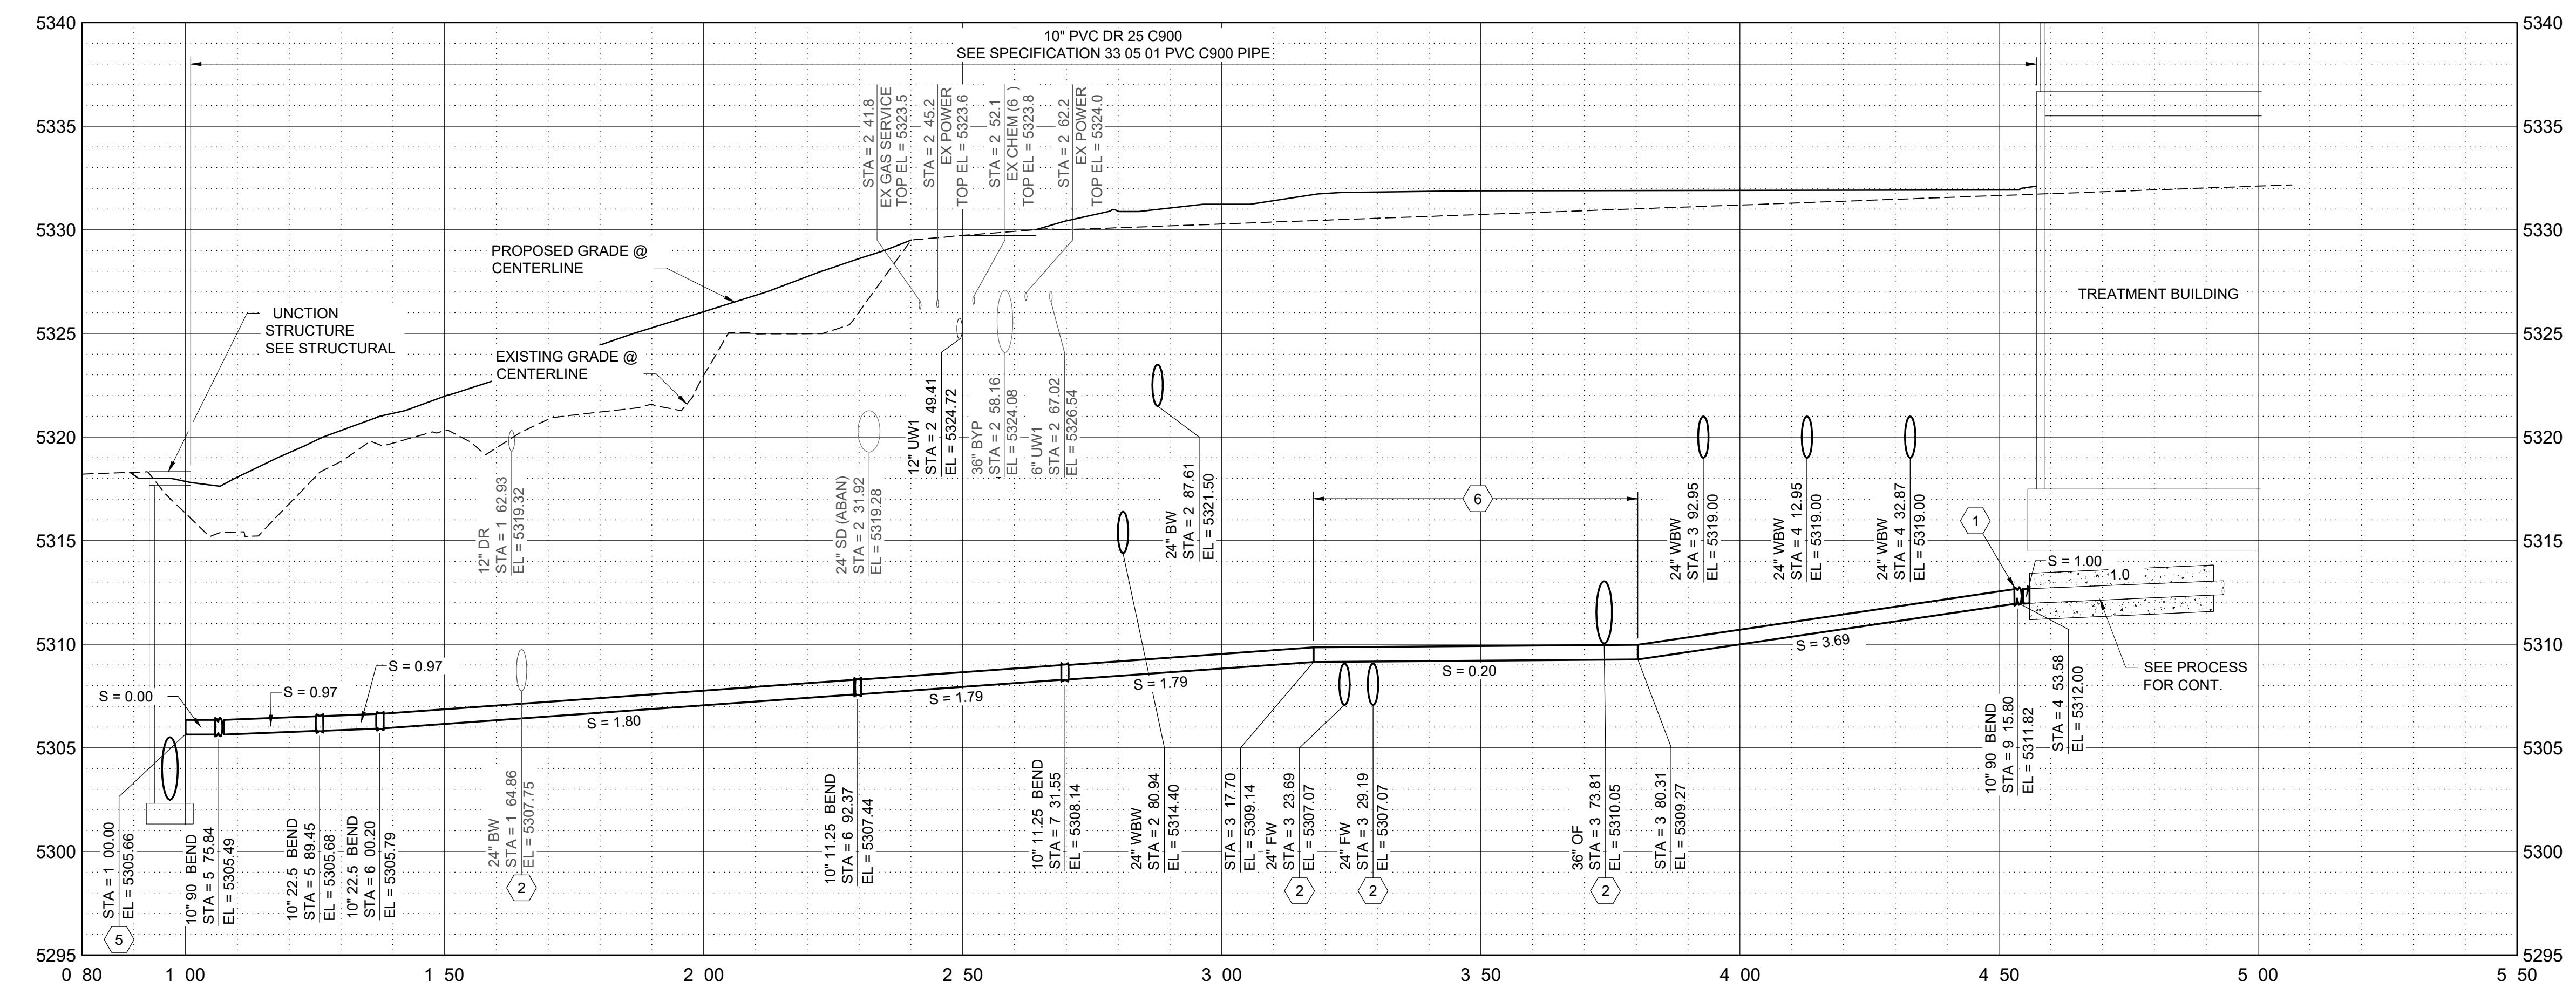 10" PVC DR 25 C900
SEE SPECIFICATION 33 05 01 PVC C900 PIPE
5340
5335
5330
5325
5320
5315
5310
5305
5300
5295
5340
5335
5330
5325
5320
5315
5310
5305
5300
5295
0 80
1 00
1 50
2 00
2 50
3 00
3 50
4 00
4 50
5 00
5 50
UNCTION
STRUCTURE
SEE STRUCTURAL
PROPOSED GRADE @
CENTERLINE
EXISTING GRADE @
CENTERLINE
STA = 2 41.8
EX GAS SERVICE
TOP EL = 5323.5
STA = 2 45.2
EX POWER
TOP EL = 5323.6
STA = 2 52.1
EX CHEM (6 )
TOP EL = 5323.8
STA = 2 62.2
EX POWER
TOP EL = 5324.0
TREATMENT BUILDING
12" DR
STA = 1 62.93
EL = 5319.32
24" SD (ABAN)
STA = 2 31.92
EL = 5319.28
12" UW1
STA = 2 49.41
EL = 5324.72
36" BYP
STA = 2 58.16
EL = 5324.08
6" UW1
STA = 2 67.02
EL = 5326.54
24" BW
STA = 2 87.61
EL = 5321.50
6
24" WBW
STA = 3 92.95
EL = 5319.00
24" WBW
STA = 4 12.95
EL = 5319.00
24" WBW
STA = 4 32.87
EL = 5319.00
1
S = 1.00
1.0
S = 0.00
S = 0.97
S = 0.97
S = 1.80
S = 1.79
S = 1.79
S = 0.20
S = 3.69
SEE PROCESS
FOR CONT.
STA = 1 00.00
EL = 5305.66
5
10" 90 BEND
STA = 5 75.84
EL = 5305.49
10" 22.5 BEND
STA = 5 89.45
EL = 5305.68
10" 22.5 BEND
STA = 6 00.20
EL = 5305.79
24" BW
STA = 1 64.86
EL = 5307.75
2
10" 11.25 BEND
STA = 6 92.37
EL = 5307.44
10" 11.25 BEND
STA = 7 31.55
EL = 5308.14
24" WBW
STA = 2 80.94
EL = 5314.40
STA = 3 17.70
EL = 5309.14
24" FW
STA = 3 23.69
EL = 5307.07
2
24" FW
STA = 3 29.19
EL = 5307.07
2
36" OF
STA = 3 73.81
EL = 5310.05
2
STA = 3 80.31
EL = 5309.27
10" 90 BEND
STA = 9 15.80
EL = 5311.82
STA = 4 53.58
EL = 5312.00